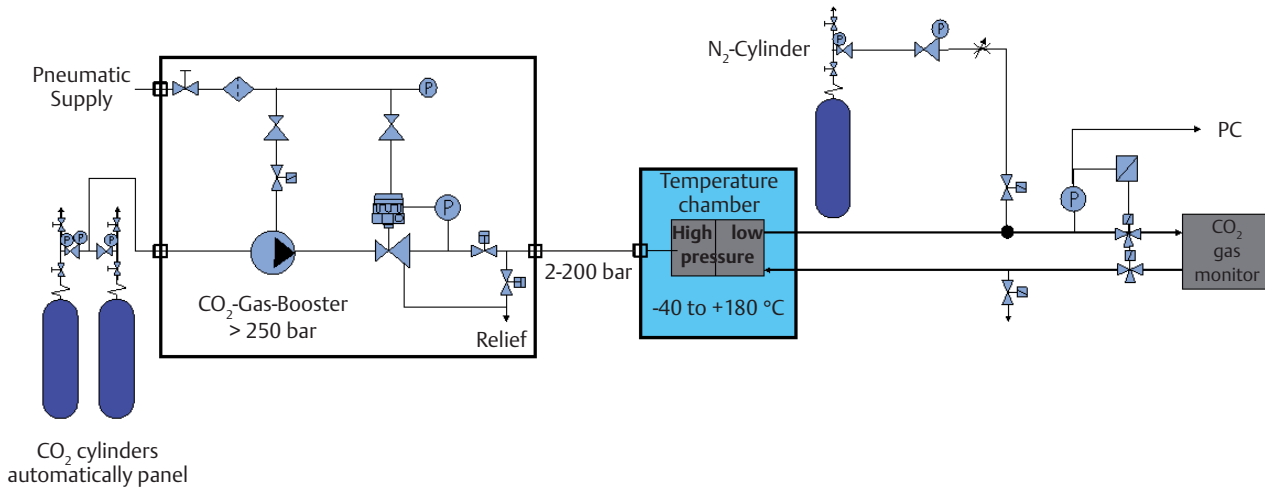 N₂-Cylinder
P
P
Pneumatic
Supply
P
PC
Temperature
chamber
High low
pressure
-40 to +180 °C
P
P
P
P
P
CO₂
gas
monitor
2-200 bar
CO₂-Gas-Booster
> 250 bar
Relief
CO₂ cylinders
automatically panel